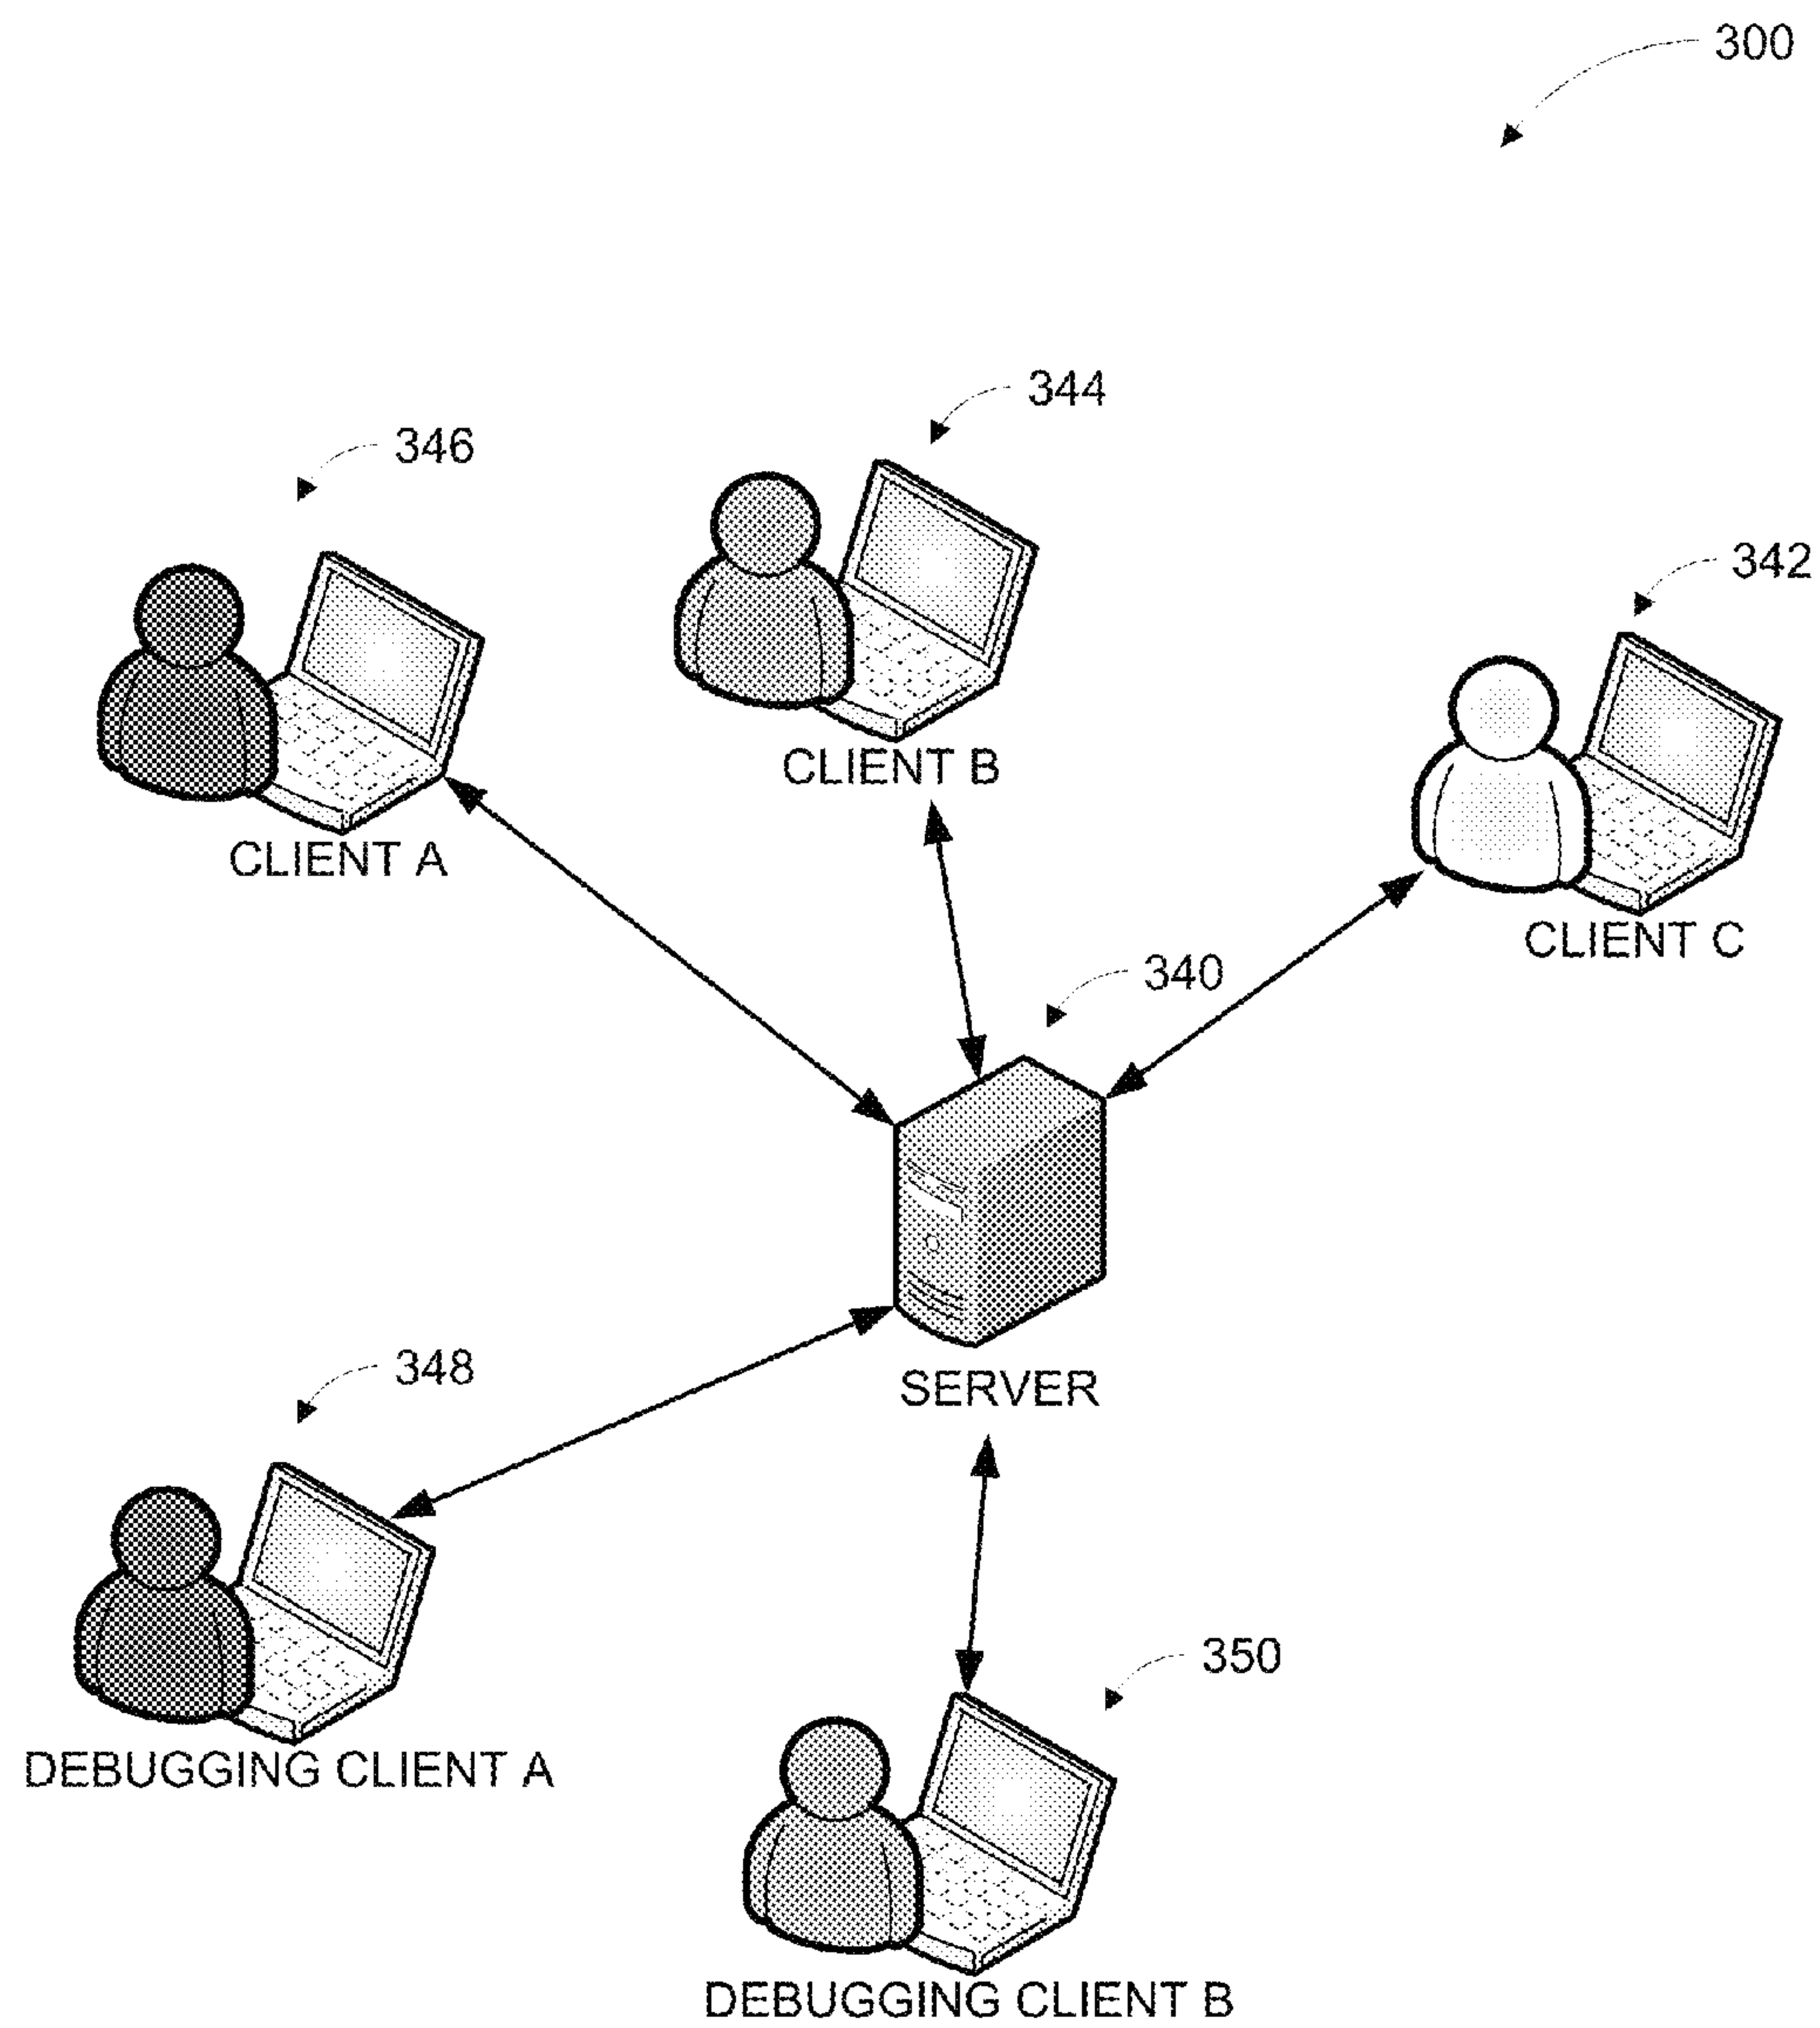 300
344
346
342
CLIENT B
CLIENT A
CLIENT C
340
SERVER
348
350
DEBUGGING CLIENT A
DEBUGGING CLIENT B